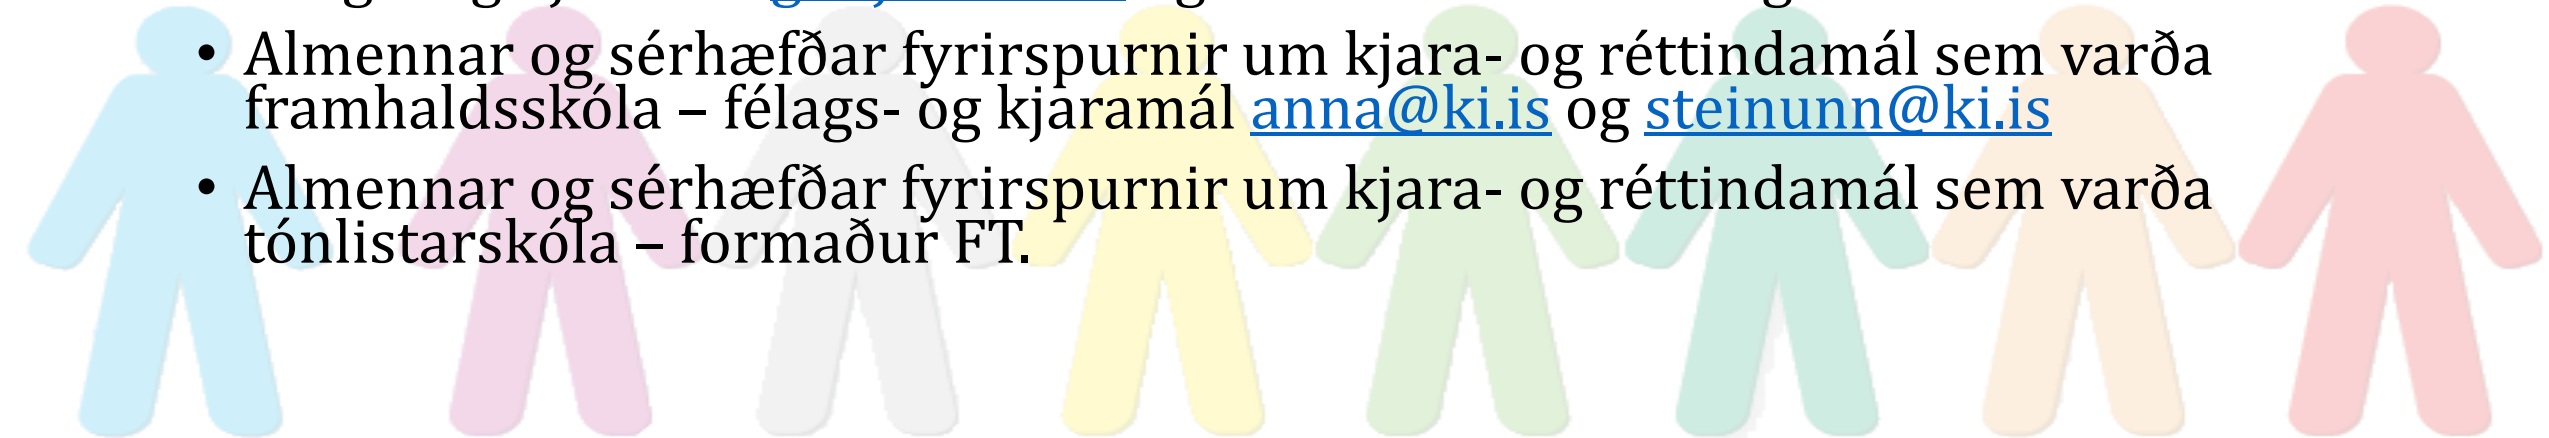 • Almennar og sérhæfðar fyrirspurnir um kjara- og réttindamál sem varða
framhaldsskóla – félags- og kjaramál anna@ki.is og steinunn@ki.is
• Almennar og sérhæfðar fyrirspurnir um kjara- og réttindamál sem varða
tónlistarskóla – formaður FT.